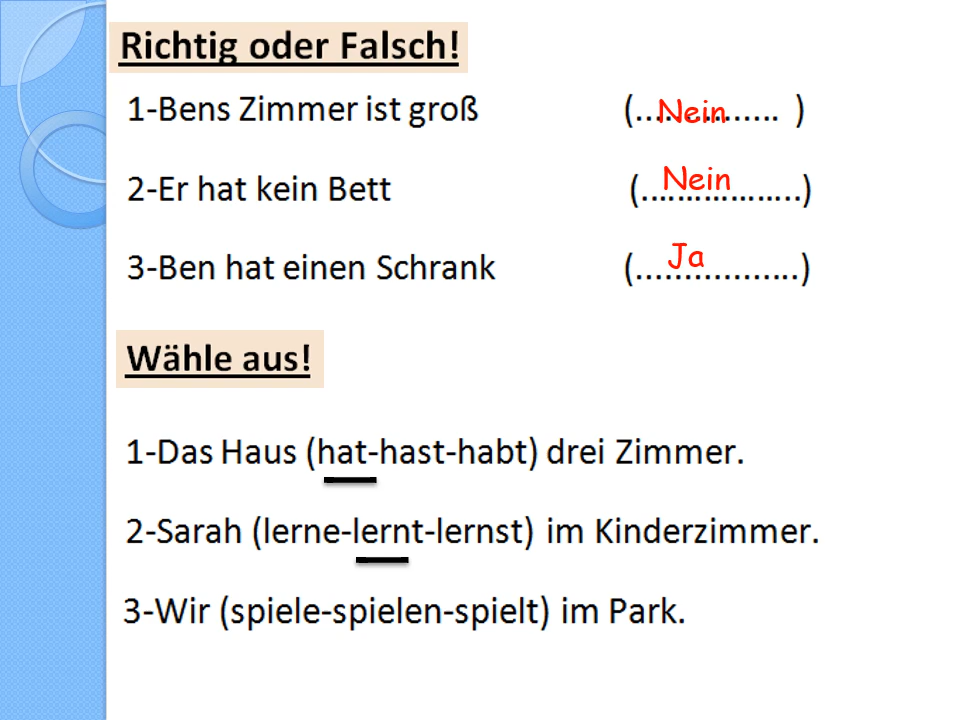 Richtig oder Falsch!
1-Bens Zimmer ist groß (...Nein......... )
2-Er hat kein Bett (...Nein............)
3-Ben hat einen Schrank (...Ja............)
Wähle aus!
1-Das Haus (hat-hast-habt) drei Zimmer.
2-Sarah (lerne-lernt-lernst) im Kinderzimmer.
3-Wir (spiele-spielen-spielt) im Park.